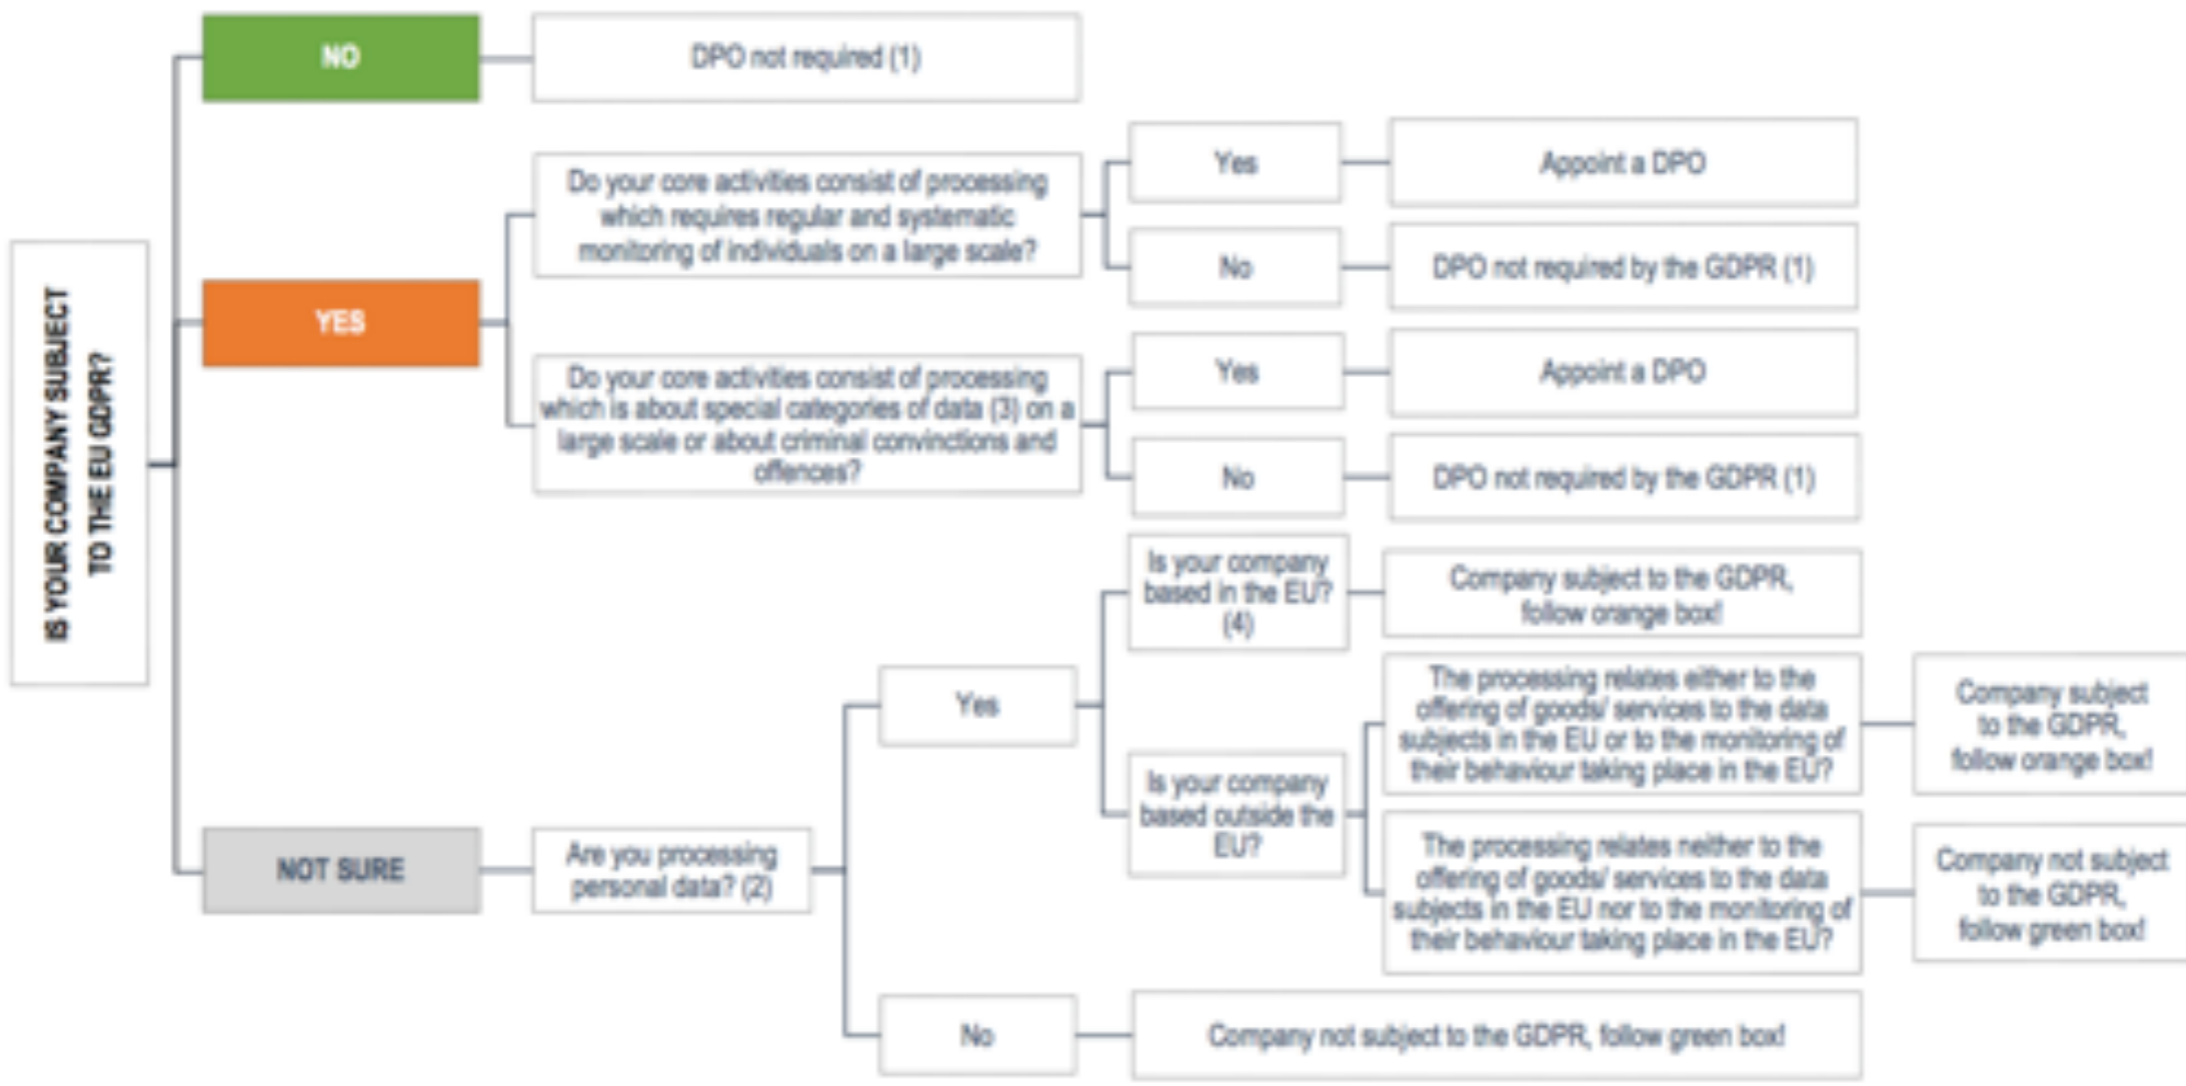 IS YOUR COMPANY SUBJECT
TO THE EU GDPR?
NO
DPO not required (1)
YES
Do your core activities consist of processing
which requires regular and systematic
monitoring of individuals on a large scale?
Yes
Appoint a DPO
No
DPO not required by the GDPR (1)
Do your core activities consist of processing
which is about special categories of data (3) on a
large scale or about criminal convinctions and
offences?
Yes
Appoint a DPO
No
DPO not required by the GDPR (1)
NOT SURE
Are you processing
personal data? (2)
Yes
Is your company
based in the EU?
(4)
Company subject to the GDPR,
follow orange box!
Is your company
based outside the
EU?
The processing relates either to the
offering of goods/ services to the data
subjects in the EU or to the monitoring of
their behaviour taking place in the EU?
Company subject
to the GDPR,
follow orange box!
The processing relates neither to the
offering of goods/ services to the data
subjects in the EU nor to the monitoring of
their behaviour taking place in the EU?
Company not subject
to the GDPR,
follow green box!
No
Company not subject to the GDPR, follow green box!